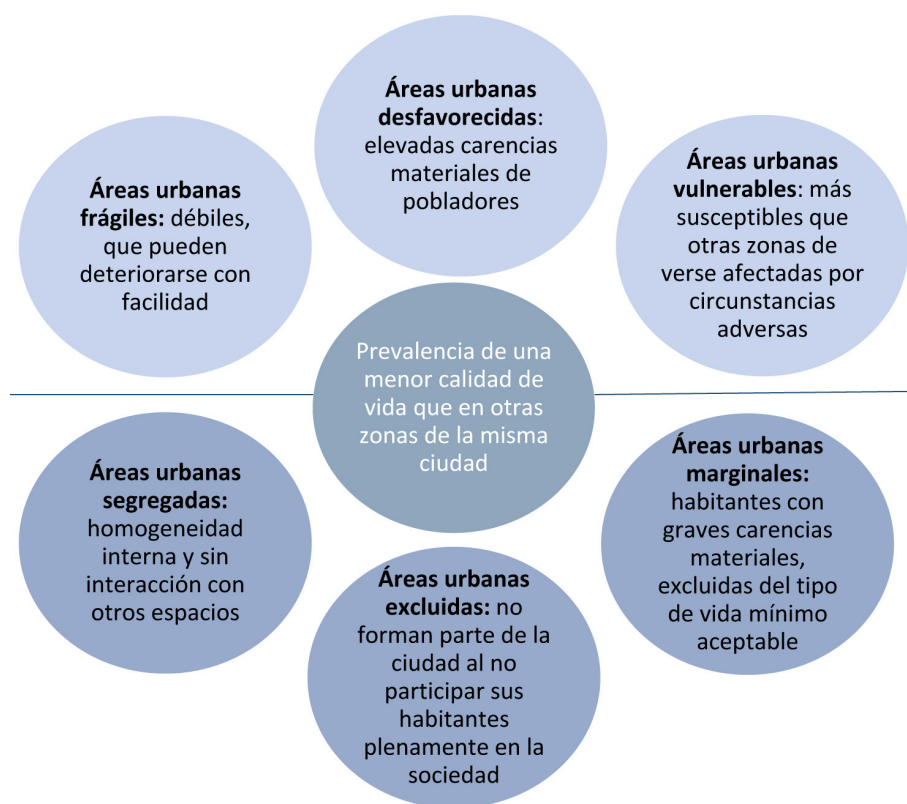 Áreas urbanas
desfavorecidas:
elevadas carencias
materiales de
pobladores
Áreas urbanas
frágiles: débiles,
que pueden
deteriorarse con
facilidad
Áreas urbanas
vulnerables: más
susceptibles que
otras zonas de
verse afectadas por
circunstancias
adversas
Prevalencia de una
menor calidad de
vida que en otras
zonas de la misma
ciudad
Áreas urbanas
segregadas:
homogeneidad
interna y sin
interacción con
otros espacios
Áreas urbanas
marginales:
habitantes con
graves carencias
materiales,
excluidas del tipo
de vida mínimo
aceptable
Áreas urbanas
excluidas: no
forman parte de la
ciudad al no
participar sus
habitantes
plenamente en la
sociedad